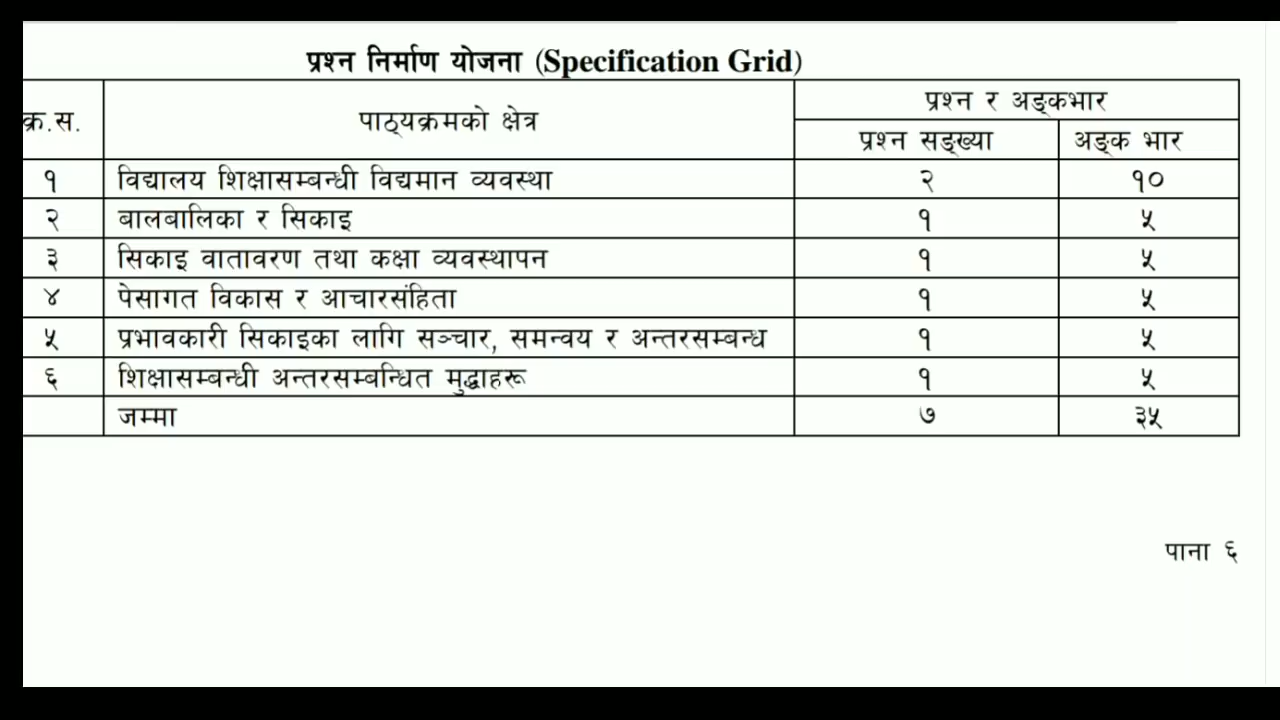 प्रश्न निर्माण योजना (Specification Grid)
क्र.स. पाठ्यक्रमको क्षेत्र प्रश्न र अङ्कभार
प्रश्न सङ्ख्या अङ्क भार
१ विद्यालय शिक्षासम्बन्धी विद्यमान व्यवस्था २ १०
२ बालबालिका र सिकाइ १ ५
३ सिकाइ वातावरण तथा कक्षा व्यवस्थापन १ ५
४ पेसागत विकास र आचारसंहिता १ ५
५ प्रभावकारी सिकाइका लागि सञ्चार, समन्वय र अन्तरसम्बन्ध १ ५
६ शिक्षासम्बन्धी अन्तरसम्बन्धित मुद्धाहरू १ ५
जम्मा ७ ३५
पाना ६